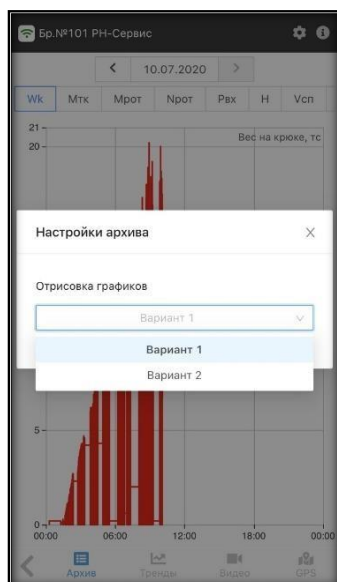 Бр.№101 РН-Сервис
10.07.2020
Wk Мтк Мрот Nрот Рвх Н Vсп
21
20
Вес на крюке, тс
Настройки архива
Отрисовка графиков
Вариант 1
Вариант 1
Вариант 2
5
0
00:00 06:00 12:00 18:00 00:00
Архив Тренды Видео GPS